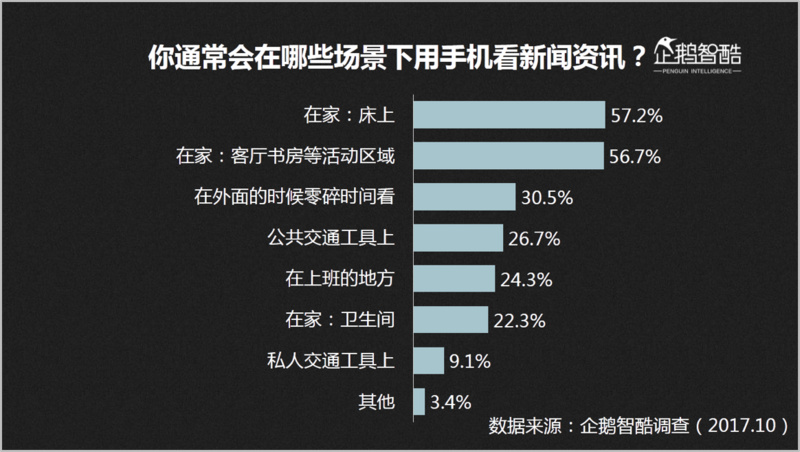 你通常会在哪些场景下用手机看新闻资讯？
企鹅智酷
PENGUIN INTELLIGENCE
在家：床上 57.2%
在家：客厅书房等活动区域 56.7%
在外面的时候零碎时间看 30.5%
公共交通工具上 26.7%
在上班的地方 24.3%
在家：卫生间 22.3%
私人交通工具上 9.1%
其他 3.4%
数据来源：企鹅智酷调查（2017.10）